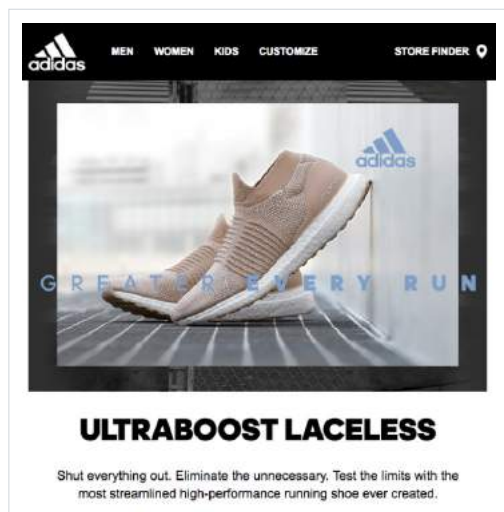 adidas
MEN WOMEN KIDS CUSTOMIZE STORE FINDER
adidas
GREATER EVERY RUN
ULTRABOOST LACELESS
Shut everything out. Eliminate the unnecessary. Test the limits with the
most streamlined high-performance running shoe ever created.